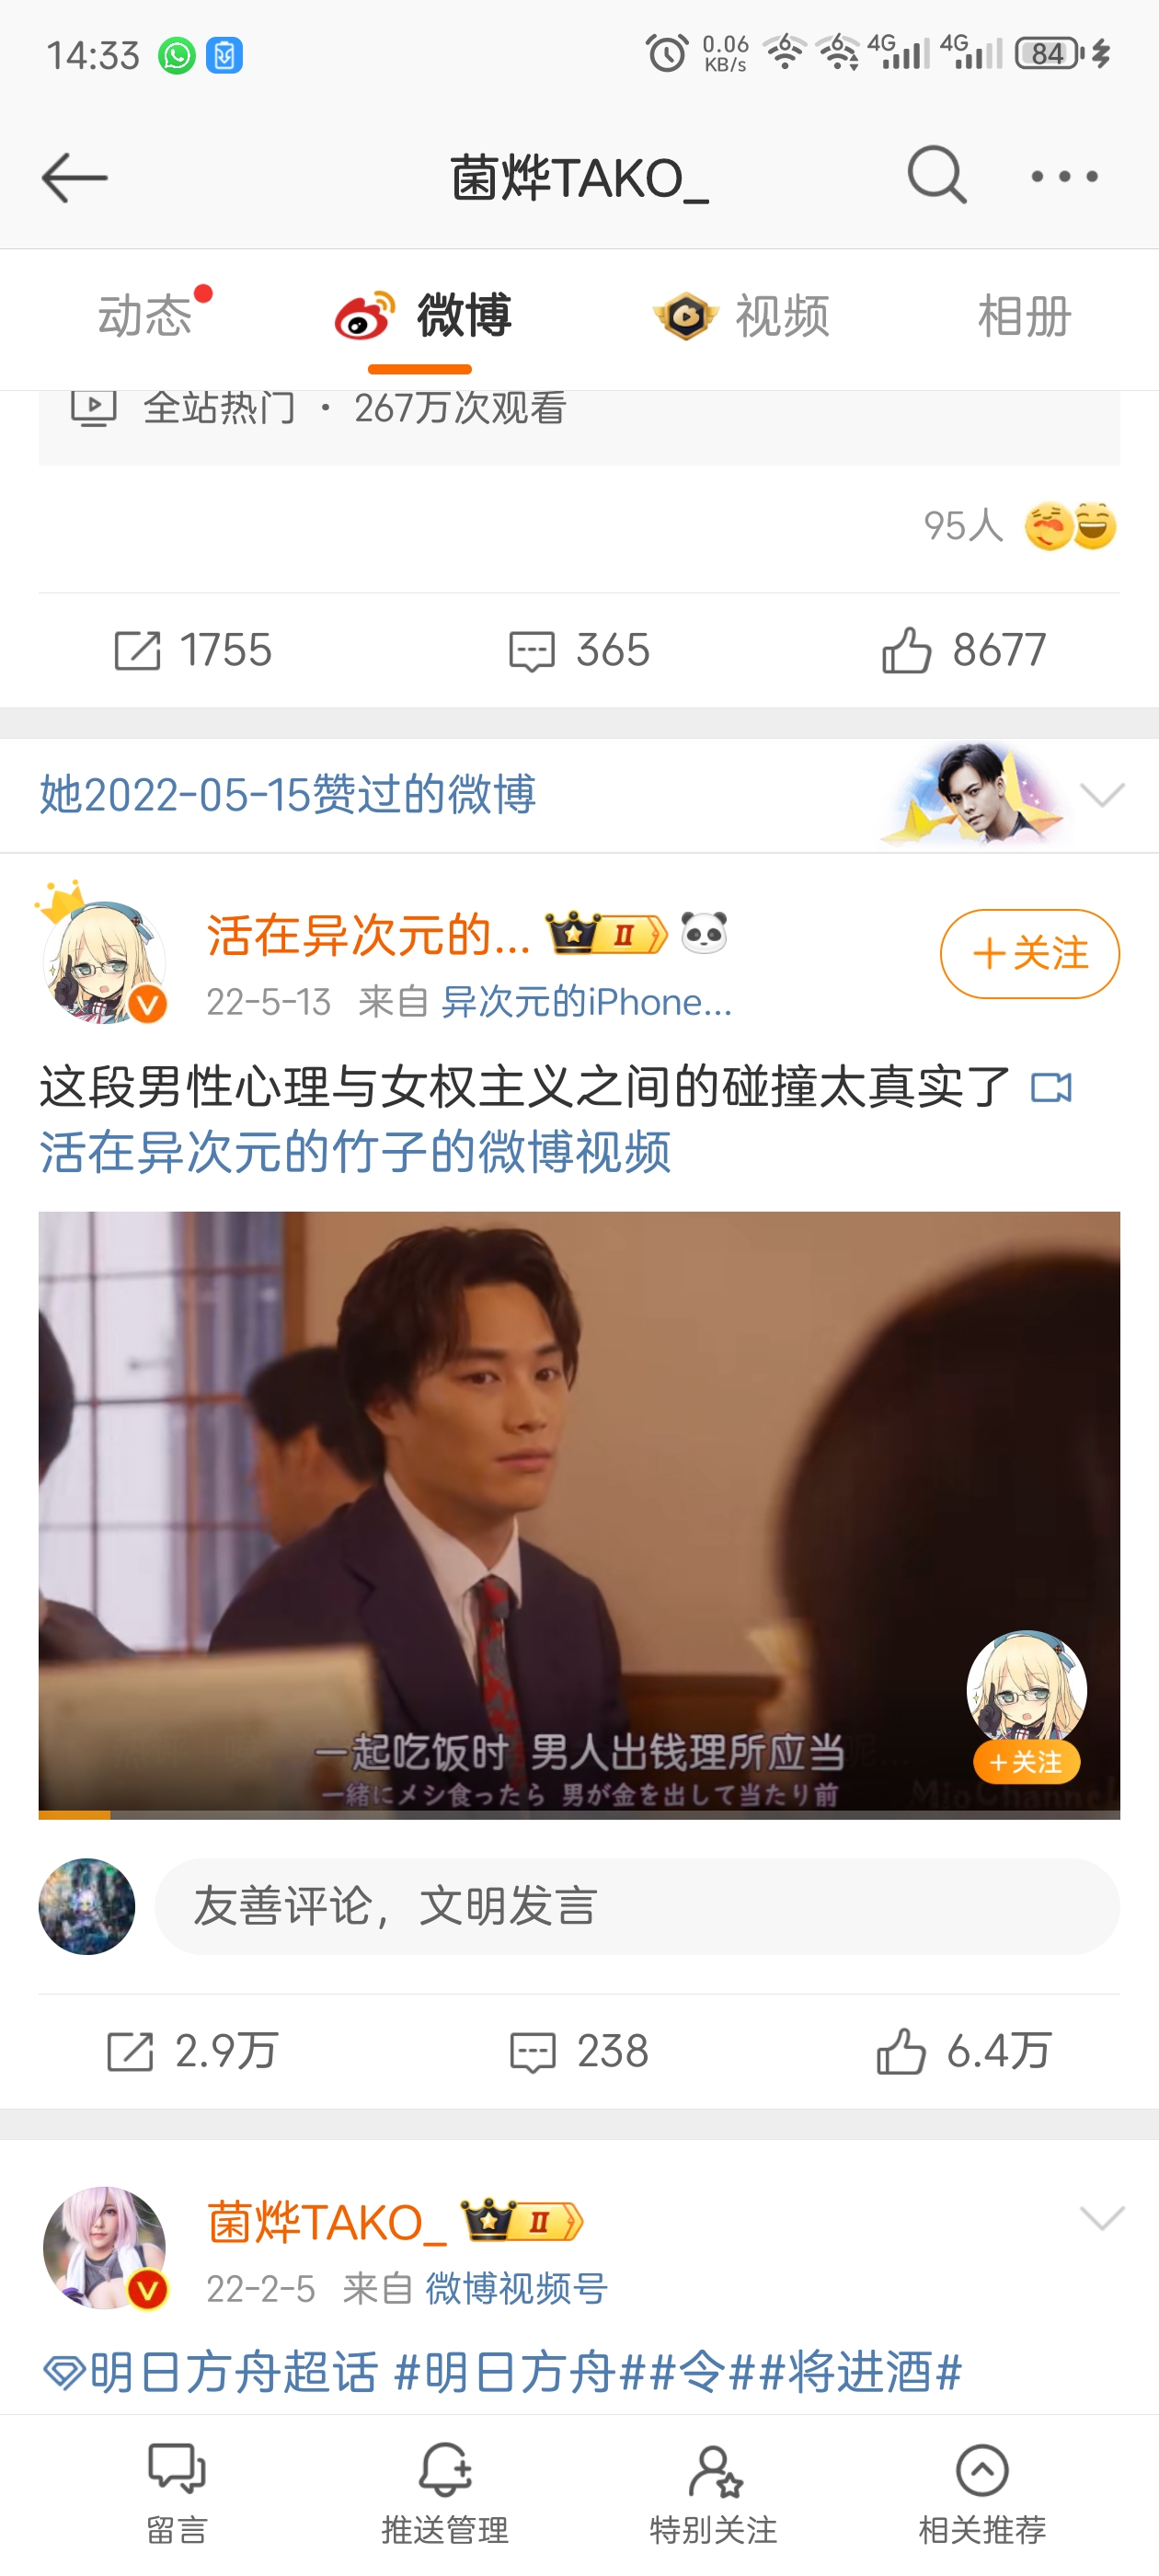 14:33
0.06
KB/s
6
6
4G
4G
84
菌烨TAKO_
动态
微博
视频
相册
全站热门 · 267万次观看
95人
1755
365
8677
她2022-05-15赞过的微博
活在异次元的...
II
＋关注
22-5-13 来自 异次元的iPhone...
这段男性心理与女权主义之间的碰撞太真实了
活在异次元的竹子的微博视频
一起吃饭时 男人出钱理所应当
＋关注
一緒にメシ食ったら 男が金を出して当たり前
MioChannel
友善评论，文明发言
2.9万
238
6.4万
菌烨TAKO_
II
22-2-5 来自 微博视频号
明日方舟超话 #明日方舟##令##将进酒#
留言
推送管理
特别关注
相关推荐